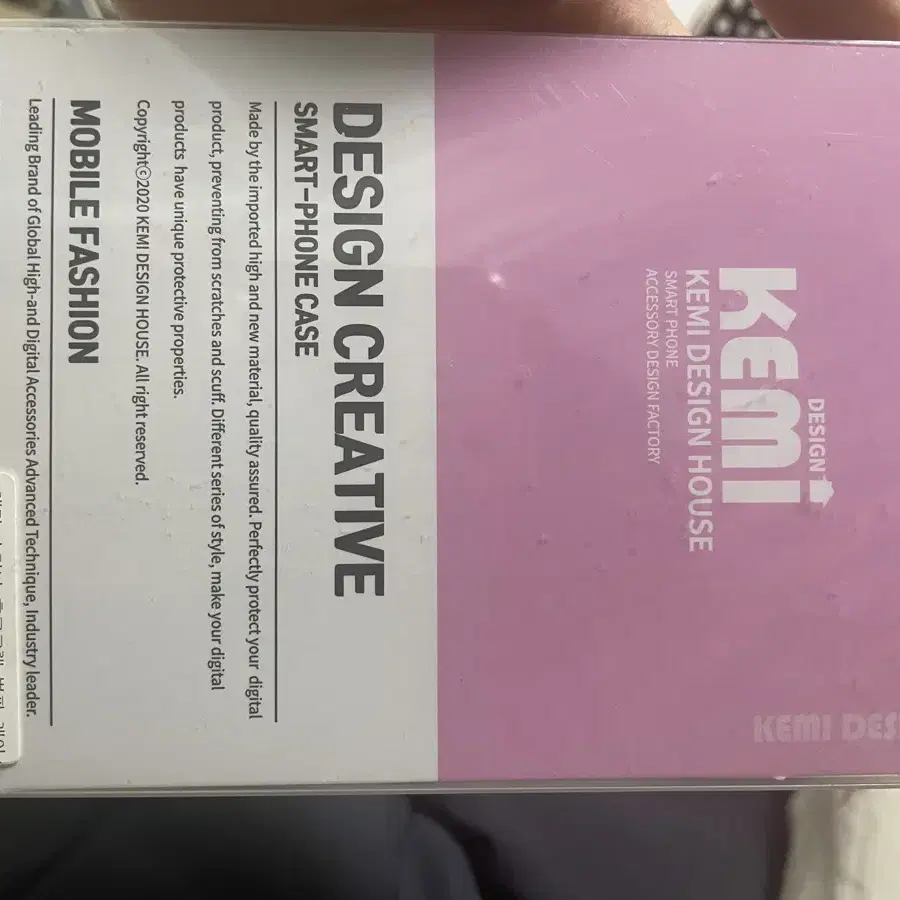 DESIGN
KEMI
KEMI DESIGN HOUSE
SMART PHONE
ACCESSORY DESIGN FACTORY
KEMI
DESIGN CREATIVE
SMART-PHONE CASE
Made by the imported high and new material, quality assured. Perfectly protect your digital
product, preventing from scratches and scuff. Different series of style, make your digital
products have unique protective properties.
Copyright©2020 KEMI DESIGN HOUSE. All right reserved.
MOBILE FASHION
Leading Brand of Global High-and Digital Accessories Advanced Technique, Industry leader.